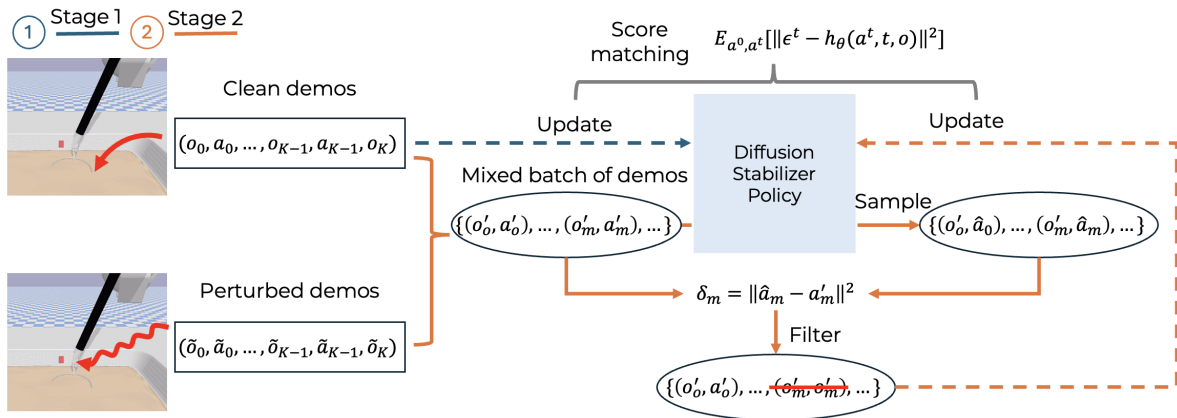 1 Stage 1 2 Stage 2
Score
matching
E_{a^0,a^t}[‖ϵ^t − h_θ(a^t, t, o)‖^2]
Clean demos
(o_0, a_0, … , o_{K−1}, a_{K−1}, o_K)
Update
Update
Diffusion
Stabilizer
Policy
Mixed batch of demos
{(o'_o, a'_o), … , (o'_m, a'_m), … }
Sample
{(o'_o, â_0), … , (o'_m, â_m), … }
Perturbed demos
(õ_0, ã_0, … , õ_{K−1}, ã_{K−1}, õ_K)
δ_m = ‖â_m − a'_m‖^2
Filter
{(o'_o, a'_o), … , (o'_m, o'_m), … }